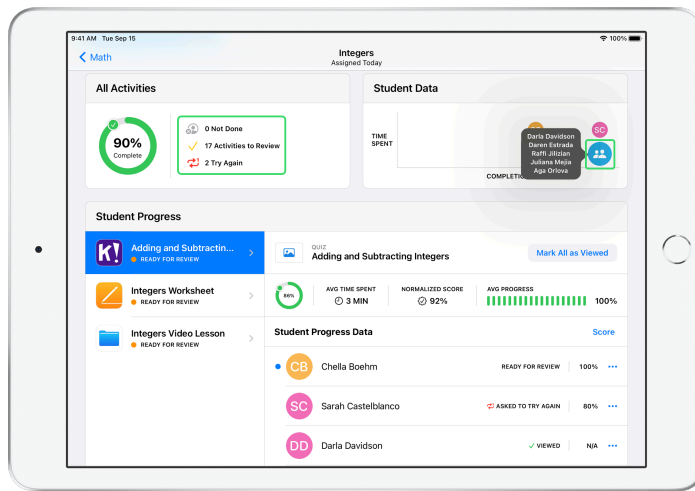 9:41 AM Tue Sep 15
100%
Math
Integers
Assigned Today
All Activities
90%
Complete
0 Not Done
17 Activities to Review
2 Try Again
Student Data
TIME
SPENT
SC
Darla Davidson
Daren Estrada
Raffi Jilizian
Juliana Mejia
Aga Orlova
Student Progress
K!
Adding and Subtractin...
READY FOR REVIEW
Integers Worksheet
READY FOR REVIEW
Integers Video Lesson
READY FOR REVIEW
QUIZ
Adding and Subtracting Integers
Mark All as Viewed
86%
AVG TIME SPENT
3 MIN
NORMALIZED SCORE
92%
AVG PROGRESS
100%
Student Progress Data
Score
CB
Chella Boehm
READY FOR REVIEW
100%
SC
Sarah Castelblanco
ASKED TO TRY AGAIN
80%
DD
Darla Davidson
VIEWED
N/A